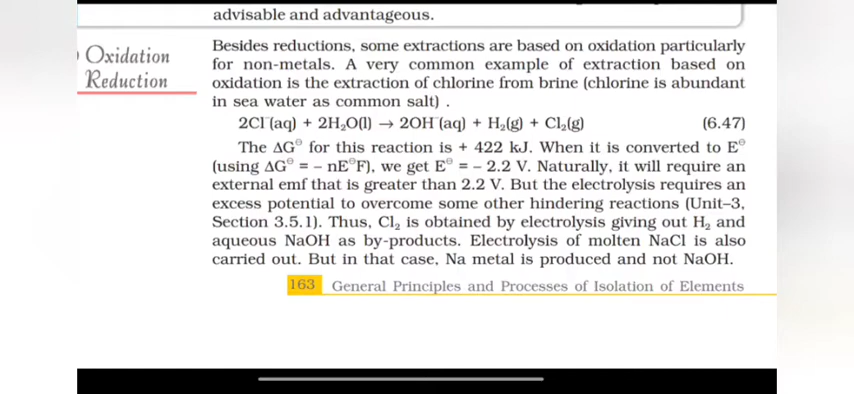 advisable and advantageous.
Oxidation
Reduction
Besides reductions, some extractions are based on oxidation particularly
for non-metals. A very common example of extraction based on
oxidation is the extraction of chlorine from brine (chlorine is abundant
in sea water as common salt) .
2Cl⁻(aq) + 2H₂O(l) → 2OH⁻(aq) + H₂(g) + Cl₂(g) (6.47)
The ΔG⊖ for this reaction is + 422 kJ. When it is converted to E⊖
(using ΔG⊖ = – nE⊖F), we get E⊖ = – 2.2 V. Naturally, it will require an
external emf that is greater than 2.2 V. But the electrolysis requires an
excess potential to overcome some other hindering reactions (Unit–3,
Section 3.5.1). Thus, Cl₂ is obtained by electrolysis giving out H₂ and
aqueous NaOH as by-products. Electrolysis of molten NaCl is also
carried out. But in that case, Na metal is produced and not NaOH.
163 General Principles and Processes of Isolation of Elements